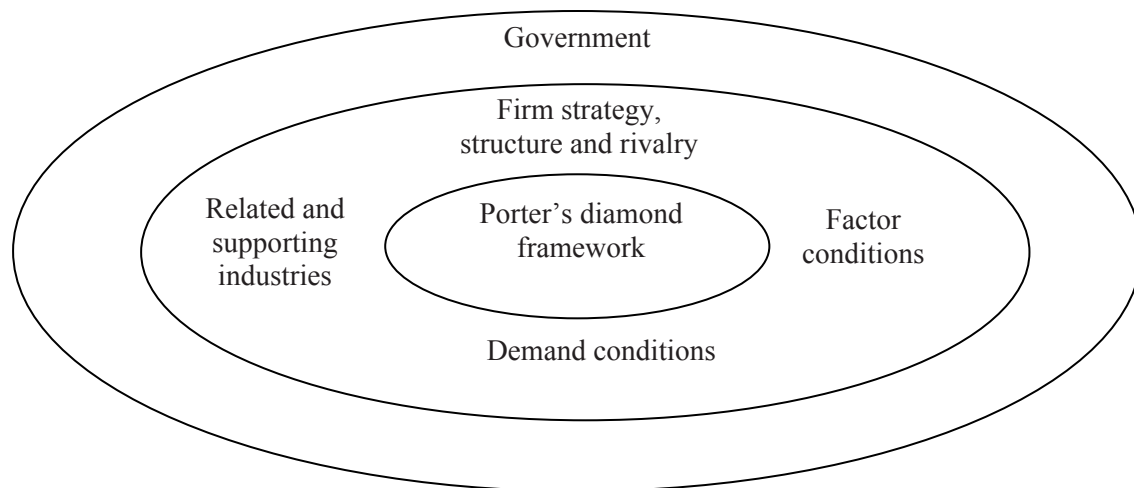 Government
Firm strategy,
structure and rivalry
Related and
supporting
industries
Porter’s diamond
framework
Factor
conditions
Demand conditions